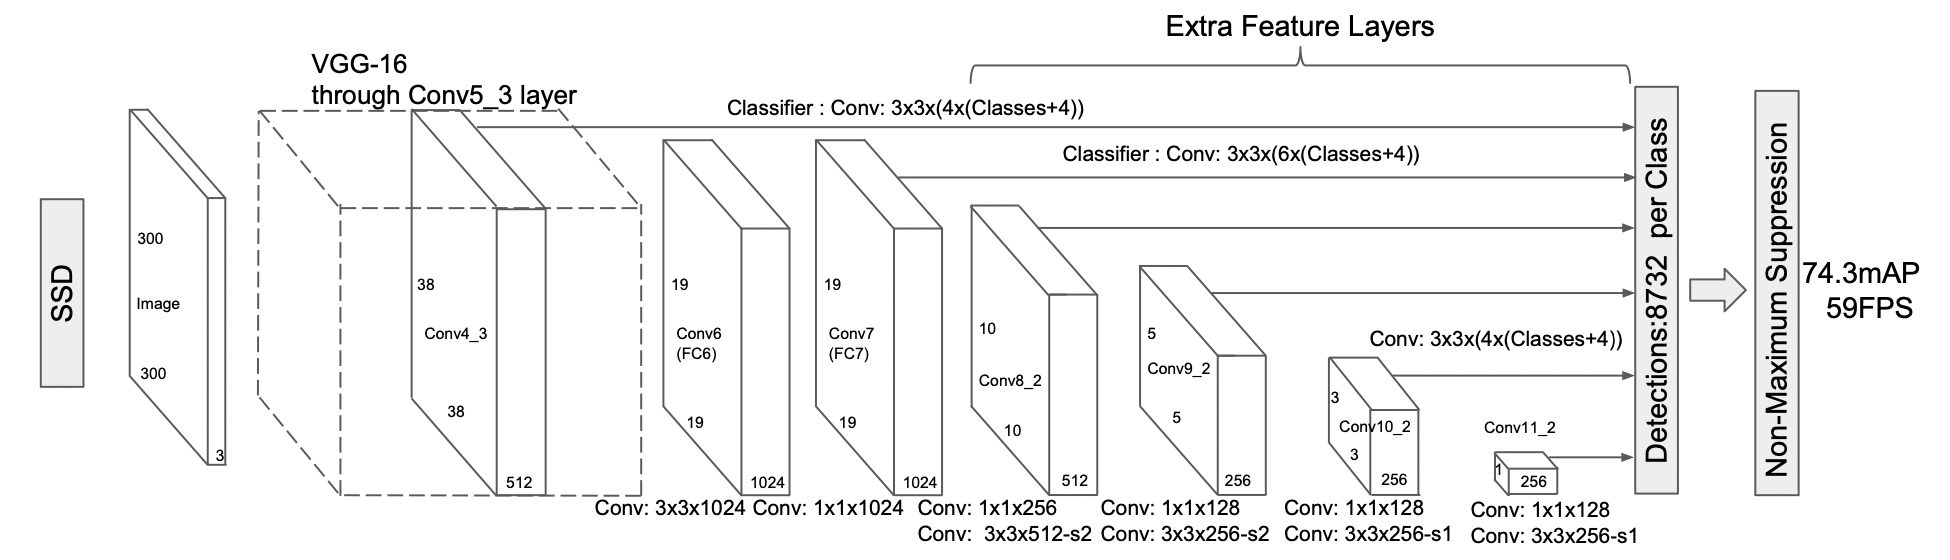 Extra Feature Layers
VGG-16
through Conv5_3 layer
Classifier : Conv: 3x3x(4x(Classes+4))
Classifier : Conv: 3x3x(6x(Classes+4))
SSD
300
Image
300
3
38
Conv4_3
38
512
19
Conv6
(FC6)
19
1024
19
Conv7
(FC7)
19
1024
10
Conv8_2
10
512
5
Conv9_2
5
256
Conv: 3x3x(4x(Classes+4))
3
Conv10_2
3
256
Conv11_2
1
256
Conv: 3x3x1024
Conv: 1x1x1024
Conv: 1x1x256
Conv: 3x3x512-s2
Conv: 1x1x128
Conv: 3x3x256-s2
Conv: 1x1x128
Conv: 3x3x256-s1
Conv: 1x1x128
Conv: 3x3x256-s1
Detections:8732 per Class
Non-Maximum Suppression
74.3mAP
59FPS